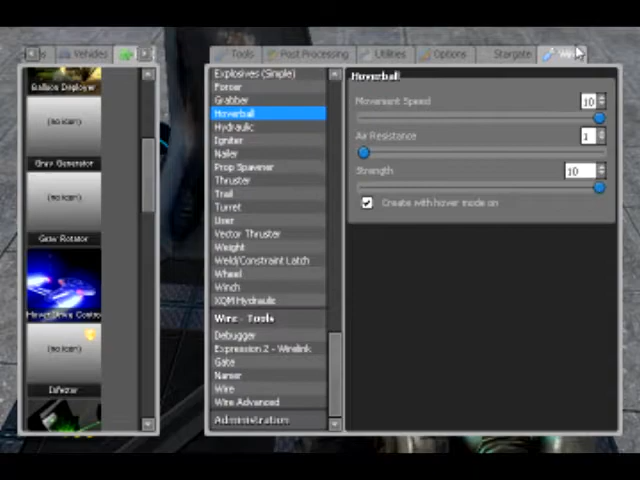 Vehicles
Tools
Post Processing
Utilities
Options
Stargate
Wire
Balloon Deployer
(no icon)
Grav Generator
(no icon)
Grav Rotator
(no icon)
Explosives (Simple)
Forcer
Grabber
Hoverball
Hydraulic
Igniter
Nailer
Prop Spawner
Thruster
Trail
Turret
User
Vector Thruster
Weight
Weld/Constraint Latch
Wheel
Winch
XQM Hydraulic
Wire - Tools
Debugger
Expression 2 - Wirelink
Gate
Namer
Wire
Wire Advanced
Administration
Hoverball
Movement Speed
10
Air Resistance
1
Strength
10
Create with hover mode on